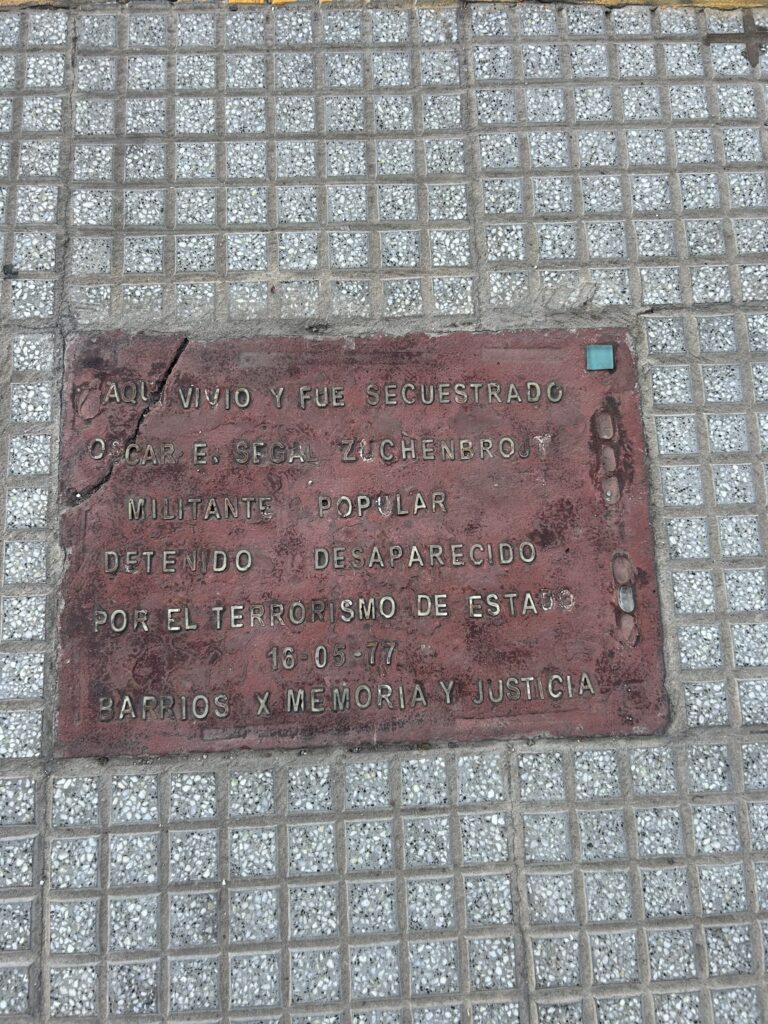 AQUI VIVIO Y FUE SECUESTRADO
OSCAR E. SEGAL ZUCHENBROJT
MILITANTE POPULAR
DETENIDO DESAPARECIDO
POR EL TERRORISMO DE ESTADO
16-05-77
BARRIOS X MEMORIA Y JUSTICIA